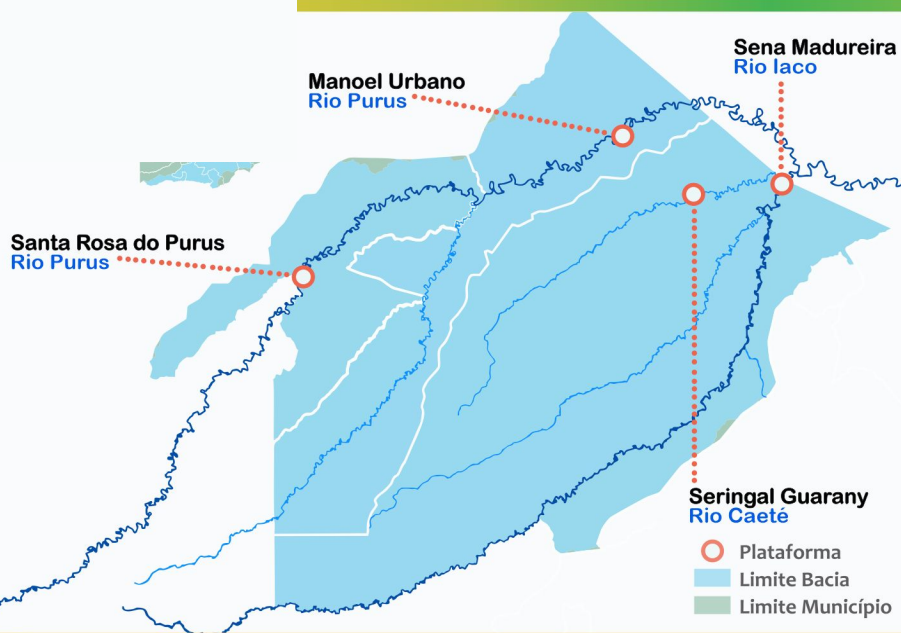 Sena Madureira
Rio Iaco
Manoel Urbano
Rio Purus
Santa Rosa do Purus
Rio Purus
Seringal Guarany
Rio Caeté
Plataforma
Limite Bacia
Limite Município